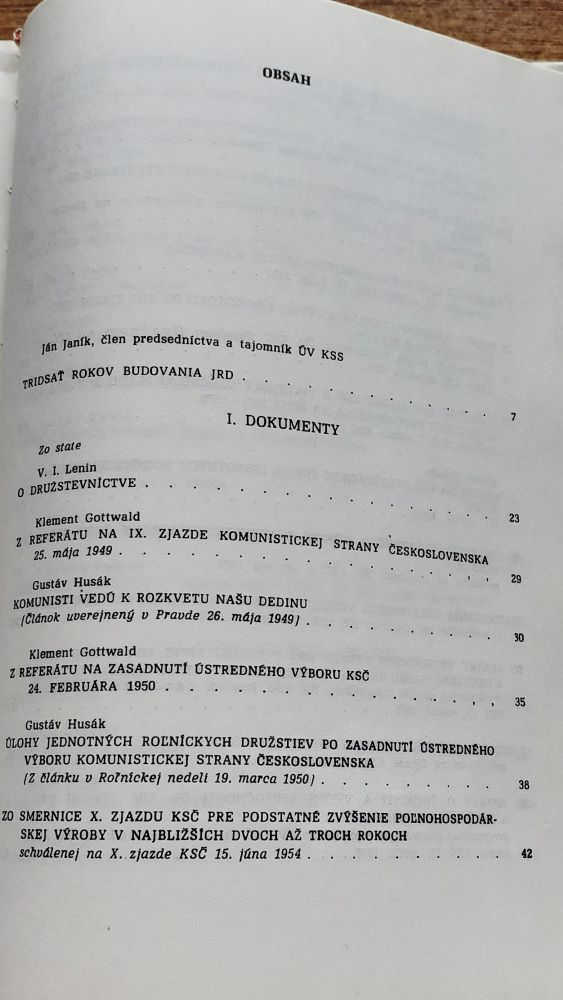 OBSAH
Ján Janík, člen predsedníctva a tajomník ÚV KSS
TRIDSAŤ ROKOV BUDOVANIA JRD . . . . . . . . . . . . . 7
I. DOKUMENTY
Zo state
V. I. Lenin
O DRUŽSTEVNÍCTVE . . . . . . . . . . . . . . . . 23
Klement Gottwald
Z REFERÁTU NA IX. ZJAZDE KOMUNISTICKEJ STRANY ČESKOSLOVENSKA
25. mája 1949 . . . . . . . . . . . . . . . . . 29
Gustáv Husák
KOMUNISTI VEDÚ K ROZKVETU NAŠU DEDINU
(Článok uverejnený v Pravde 26. mája 1949) . . . . . . . . . 30
Klement Gottwald
Z REFERÁTU NA ZASADNUTÍ ÚSTREDNÉHO VÝBORU KSČ
24. FEBRUÁRA 1950 . . . . . . . . . . . . . . . . 35
Gustáv Husák
ÚLOHY JEDNOTNÝCH ROĽNÍCKYCH DRUŽSTIEV PO ZASADNUTÍ ÚSTREDNÉHO
VÝBORU KOMUNISTICKEJ STRANY ČESKOSLOVENSKA
(Z článku v Roľníckej nedeli 19. marca 1950) . . . . . . . . . 38
ZO SMERNICE X. ZJAZDU KSČ PRE PODSTATNÉ ZVÝŠENIE POĽNOHOSPODÁR-
SKEJ VÝROBY V NAJBLIŽŠÍCH DVOCH AŽ TROCH ROKOCH
schválenej na X. zjazde KSČ 15. júna 1954 . . . . . . . . . . 42